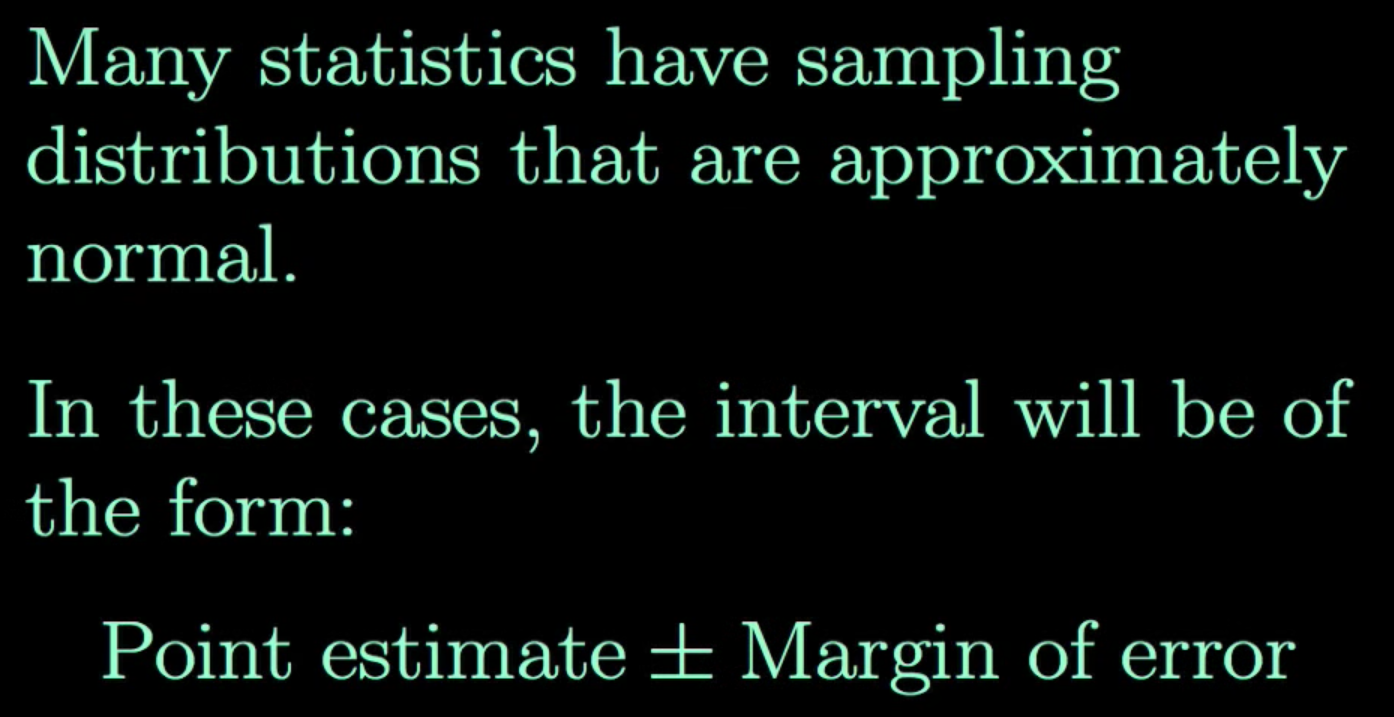 Many statistics have sampling
distributions that are approximately
normal.
In these cases, the interval will be of
the form:
Point estimate ± Margin of error